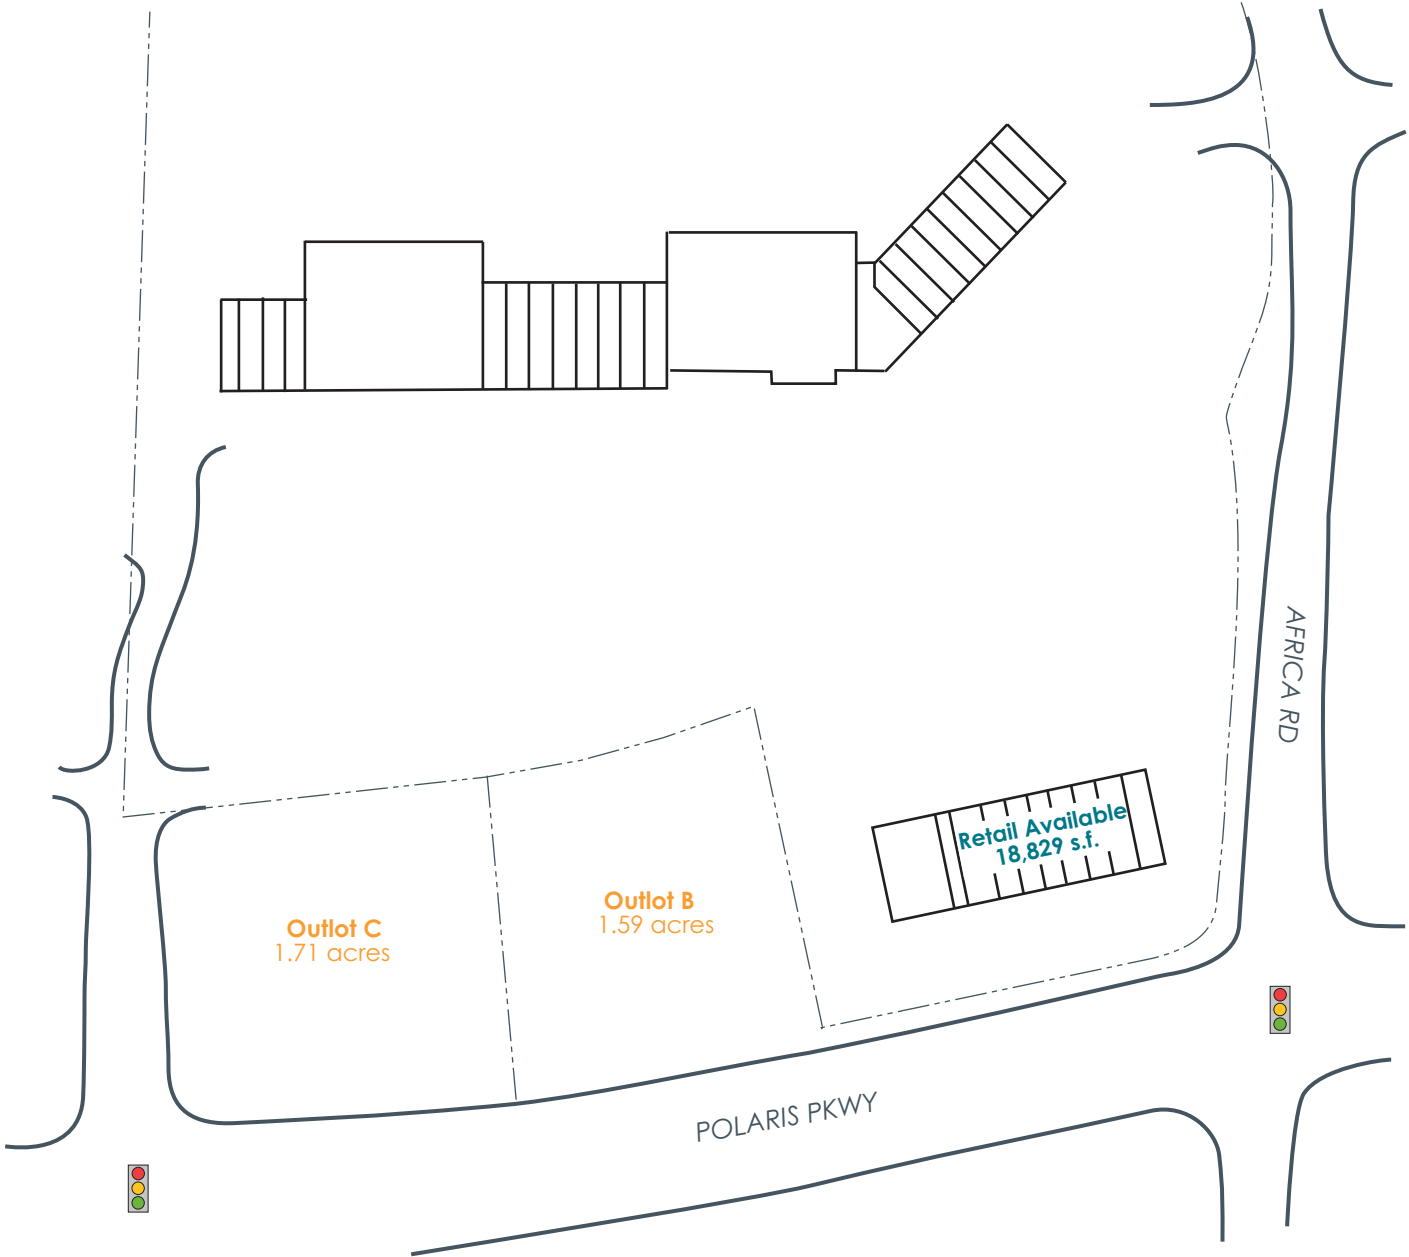 AFRICA RD
Retail Available
18,829 s.f.
Outlot B
1.59 acres
Outlot C
1.71 acres
POLARIS PKWY